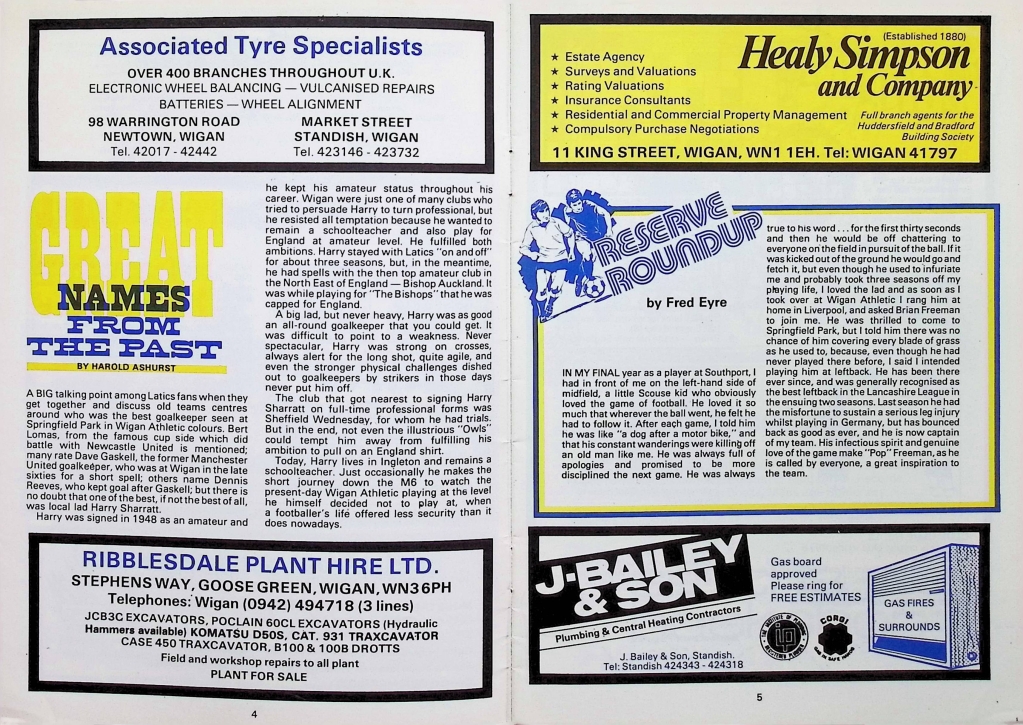 Associated Tyre Specialists
OVER 400 BRANCHES THROUGHOUT U.K.
ELECTRONIC WHEEL BALANCING — VULCANISED REPAIRS
BATTERIES — WHEEL ALIGNMENT
98 WARRINGTON ROAD
NEWTOWN, WIGAN
Tel. 42017 - 42442
MARKET STREET
STANDISH, WIGAN
Tel. 423146 - 423732
GREAT
NAMES
FROM
THE PAST
BY HAROLD ASHURST
A BIG talking point among Latics fans when they
get together and discuss old teams centres
around who was the best goalkeeper seen at
Springfield Park in Wigan Athletic colours. Bert
Lomas, from the famous cup side which did
battle with Newcastle United is mentioned;
many rate Dave Gaskell, the former Manchester
United goalkeeper, who was at Wigan in the late
sixties for a short spell; others name Dennis
Reeves, who kept goal after Gaskell; but there is
no doubt that one of the best, if not the best of all,
was local lad Harry Sharratt.
Harry was signed in 1948 as an amateur and
he kept his amateur status throughout his
career. Wigan were just one of many clubs who
tried to persuade Harry to turn professional, but
he resisted all temptation because he wanted to
remain a schoolteacher and also play for
England at amateur level. He fulfilled both
ambitions. Harry stayed with Latics "on and off"
for about three seasons, but, in the meantime,
he had spells with the then top amateur club in
the North East of England — Bishop Auckland. It
was while playing for "The Bishops" that he was
capped for England.
A big lad, but never heavy, Harry was as good
an all-round goalkeeper that you could get. It
was difficult to point to a weakness. Never
spectacular, Harry was strong on crosses,
always alert for the long shot, quite agile, and
even the stronger physical challenges dished
out to goalkeepers by strikers in those days
never put him off.
The club that got nearest to signing Harry
Sharratt on full-time professional forms was
Sheffield Wednesday, for whom he had trials.
But in the end, not even the illustrious "Owls"
could tempt him away from fulfilling his
ambition to pull on an England shirt.
Today, Harry lives in Ingleton and remains a
schoolteacher. Just occasionally he makes the
short journey down the M6 to watch the
present-day Wigan Athletic playing at the level
he himself decided not to play at, when
a footballer's life offered less security than it
does nowadays.
RIBBLESDALE PLANT HIRE LTD.
STEPHENS WAY, GOOSE GREEN, WIGAN, WN3 6PH
Telephones: Wigan (0942) 494718 (3 lines)
JCB3C EXCAVATORS, POCLAIN 60CL EXCAVATORS (Hydraulic
Hammers available) KOMATSU D50S, CAT. 931 TRAXCAVATOR
CASE 450 TRAXCAVATOR, B100 & 100B DROTTS
Field and workshop repairs to all plant
PLANT FOR SALE
4
(Established 1880)
Healy Simpson
and Company
★ Estate Agency
★ Surveys and Valuations
★ Rating Valuations
★ Insurance Consultants
★ Residential and Commercial Property Management
★ Compulsory Purchase Negotiations
Full branch agents for the
Huddersfield and Bradford
Building Society
11 KING STREET, WIGAN, WN1 1EH. Tel: WIGAN 41797
RESERVE
ROUNDUP
by Fred Eyre
IN MY FINAL year as a player at Southport, I
had in front of me on the left-hand side of
midfield, a little Scouse kid who obviously
loved the game of football. He loved it so
much that wherever the ball went, he felt he
had to follow it. After each game, I told him
he was like "a dog after a motor bike," and
that his constant wanderings were killing off
an old man like me. He was always full of
apologies and promised to be more
disciplined the next game. He was always
true to his word . . . for the first thirty seconds
and then he would be off chattering to
everyone on the field in pursuit of the ball. If it
was kicked out of the ground he would go and
fetch it, but even though he used to infuriate
me and probably took three seasons off my
playing life, I loved the lad and as soon as I
took over at Wigan Athletic I rang him at
home in Liverpool, and asked Brian Freeman
to join me. He was thrilled to come to
Springfield Park, but I told him there was no
chance of him covering every blade of grass
as he used to, because, even though he had
never played there before, I said I intended
playing him at leftback. He has been there
ever since, and was generally recognised as
the best leftback in the Lancashire League in
the ensuing two seasons. Last season he had
the misfortune to sustain a serious leg injury
whilst playing in Germany, but has bounced
back as good as ever, and he is now captain
of my team. His infectious spirit and genuine
love of the game make "Pop" Freeman, as he
is called by everyone, a great inspiration to
the team.
J·BAILEY
& SON
Plumbing & Central Heating Contractors
J. Bailey & Son, Standish.
Tel: Standish 424343 - 424318
Gas board
approved
Please ring for
FREE ESTIMATES
THE INSTITUTE OF PLUMBING
REGISTERED PLUMBER
CORGI
GAS FIRES
&
SURROUNDS
5